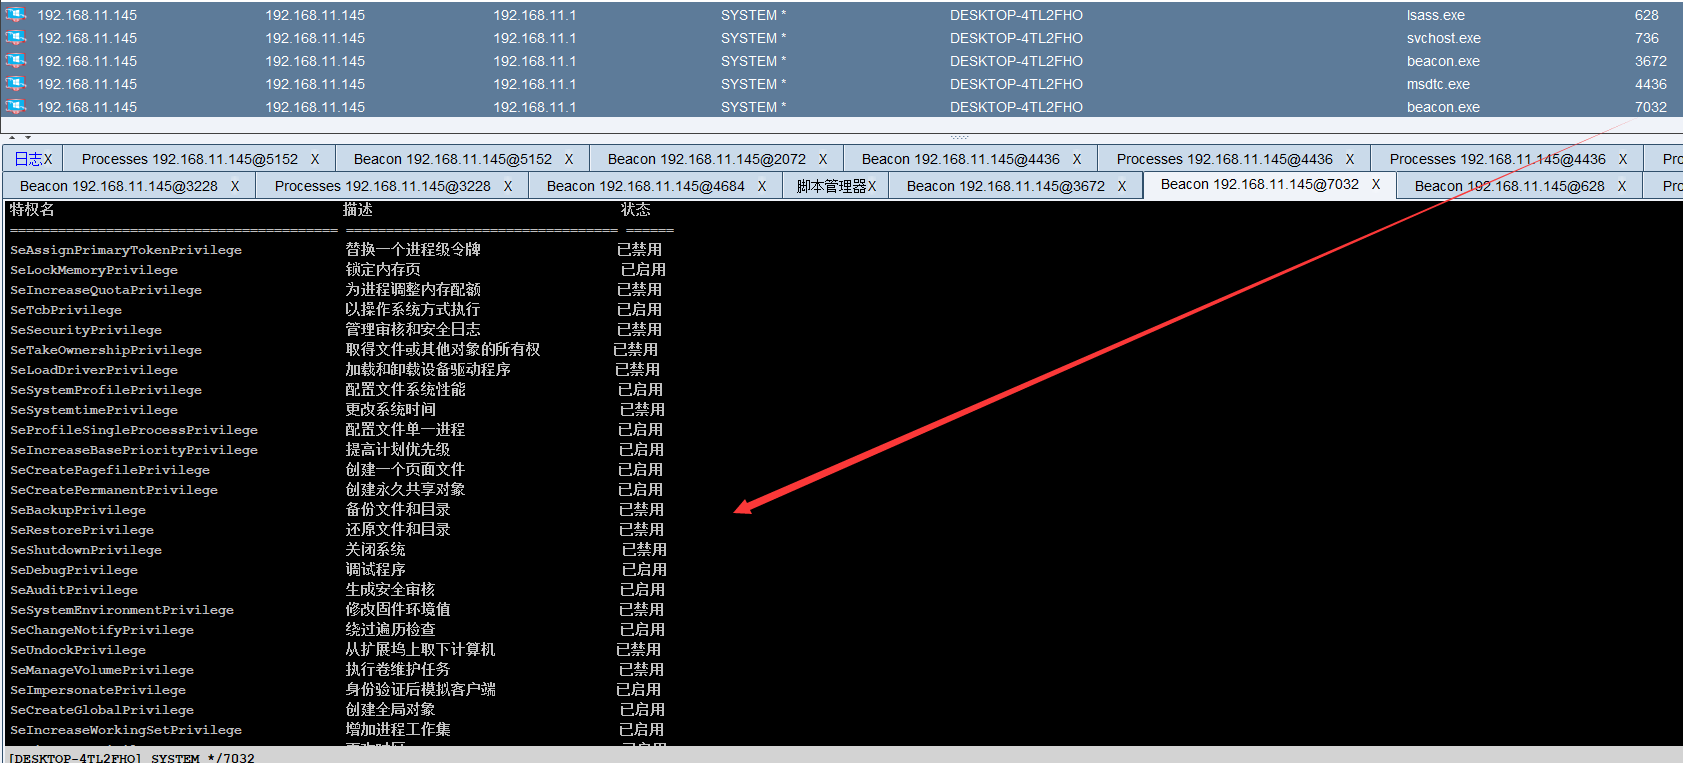 192.168.11.145 192.168.11.145 192.168.11.1 SYSTEM * DESKTOP-4TL2FHO lsass.exe 628
192.168.11.145 192.168.11.145 192.168.11.1 SYSTEM * DESKTOP-4TL2FHO svchost.exe 736
192.168.11.145 192.168.11.145 192.168.11.1 SYSTEM * DESKTOP-4TL2FHO beacon.exe 3672
192.168.11.145 192.168.11.145 192.168.11.1 SYSTEM * DESKTOP-4TL2FHO msdtc.exe 4436
192.168.11.145 192.168.11.145 192.168.11.1 SYSTEM * DESKTOP-4TL2FHO beacon.exe 7032
日志X Processes 192.168.11.145@5152 X Beacon 192.168.11.145@5152 X Beacon 192.168.11.145@2072 X Beacon 192.168.11.145@4436 X Processes 192.168.11.145@4436 X Processes 192.168.11.145@4436 X Pro
Beacon 192.168.11.145@3228 X Processes 192.168.11.145@3228 X Beacon 192.168.11.145@4684 X 脚本管理器X Beacon 192.168.11.145@3672 X Beacon 192.168.11.145@7032 X Beacon 192.168.11.145@628 X Pro
特权名 描述 状态
========================================= ================================== ======
SeAssignPrimaryTokenPrivilege 替换一个进程级令牌 已禁用
SeLockMemoryPrivilege 锁定内存页 已启用
SeIncreaseQuotaPrivilege 为进程调整内存配额 已禁用
SeTcbPrivilege 以操作系统方式执行 已启用
SeSecurityPrivilege 管理审核和安全日志 已禁用
SeTakeOwnershipPrivilege 取得文件或其他对象的所有权 已禁用
SeLoadDriverPrivilege 加载和卸载设备驱动程序 已禁用
SeSystemProfilePrivilege 配置文件系统性能 已启用
SeSystemtimePrivilege 更改系统时间 已禁用
SeProfileSingleProcessPrivilege 配置文件单一进程 已启用
SeIncreaseBasePriorityPrivilege 提高计划优先级 已启用
SeCreatePagefilePrivilege 创建一个页面文件 已启用
SeCreatePermanentPrivilege 创建永久共享对象 已启用
SeBackupPrivilege 备份文件和目录 已禁用
SeRestorePrivilege 还原文件和目录 已禁用
SeShutdownPrivilege 关闭系统 已禁用
SeDebugPrivilege 调试程序 已启用
SeAuditPrivilege 生成安全审核 已启用
SeSystemEnvironmentPrivilege 修改固件环境值 已禁用
SeChangeNotifyPrivilege 绕过遍历检查 已启用
SeUndockPrivilege 从扩展坞上取下计算机 已禁用
SeManageVolumePrivilege 执行卷维护任务 已禁用
SeImpersonatePrivilege 身份验证后模拟客户端 已启用
SeCreateGlobalPrivilege 创建全局对象 已启用
SeIncreaseWorkingSetPrivilege 增加进程工作集 已启用
[DESKTOP-4TL2FHO] SYSTEM */7032